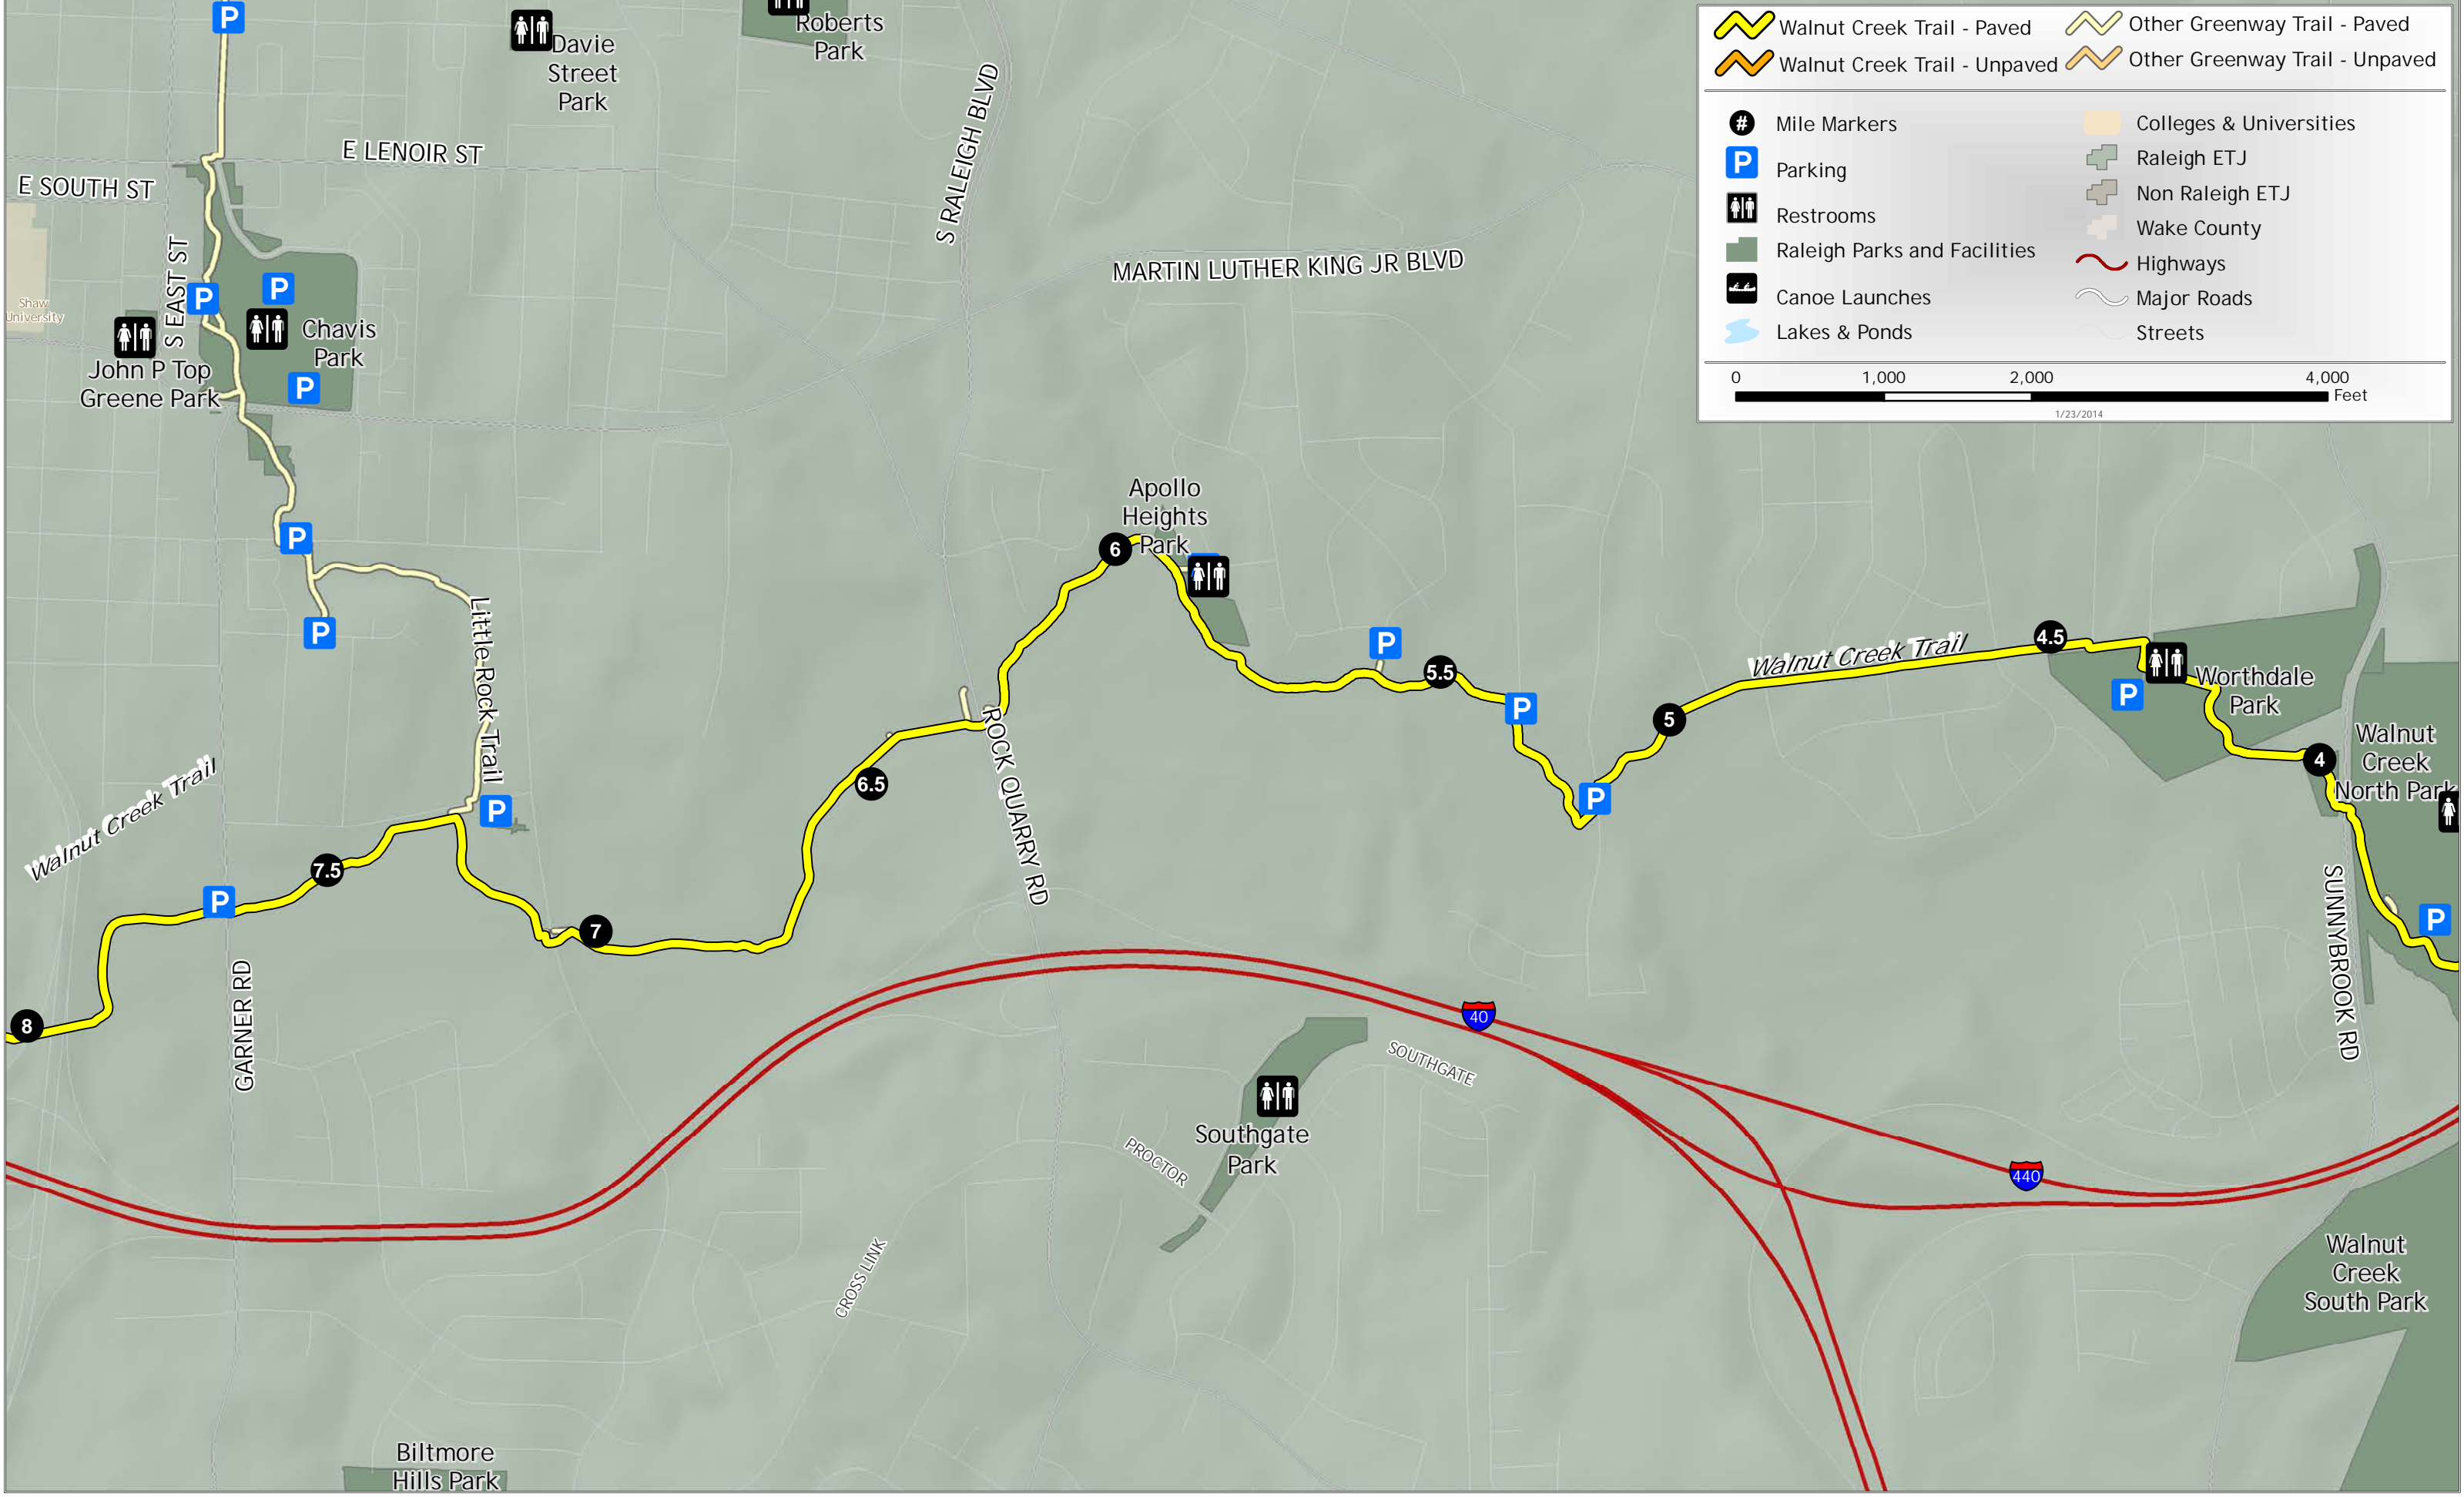 P
Davie
Street
Park
Roberts
Park
Walnut Creek Trail - Paved
Other Greenway Trail - Paved
Walnut Creek Trail - Unpaved
Other Greenway Trail - Unpaved
# Mile Markers
Colleges & Universities
P Parking
Raleigh ETJ
Restrooms
Non Raleigh ETJ
Raleigh Parks and Facilities
Wake County
Canoe Launches
Highways
Lakes & Ponds
Major Roads
Streets
0 1,000 2,000 4,000
Feet
1/23/2014
E LENOIR ST
E SOUTH ST
S RALEIGH BLVD
MARTIN LUTHER KING JR BLVD
S EAST ST
P
P
Shaw
University
Chavis
Park
John P Top
Greene Park
P
Apollo
Heights
Park
6
P
P
Little Rock Trail
P
5.5
P
5
Walnut Creek Trail
4.5
Worthdale
Park
P
4
Walnut
Creek
North Park
P
ROCK QUARRY RD
6.5
P
Walnut Creek Trail
7.5
P
7
8
GARNER RD
SUNNYBROOK RD
P
40
SOUTHGATE
Southgate
Park
PROCTOR
440
CROSS LINK
Walnut
Creek
South Park
Biltmore
Hills Park